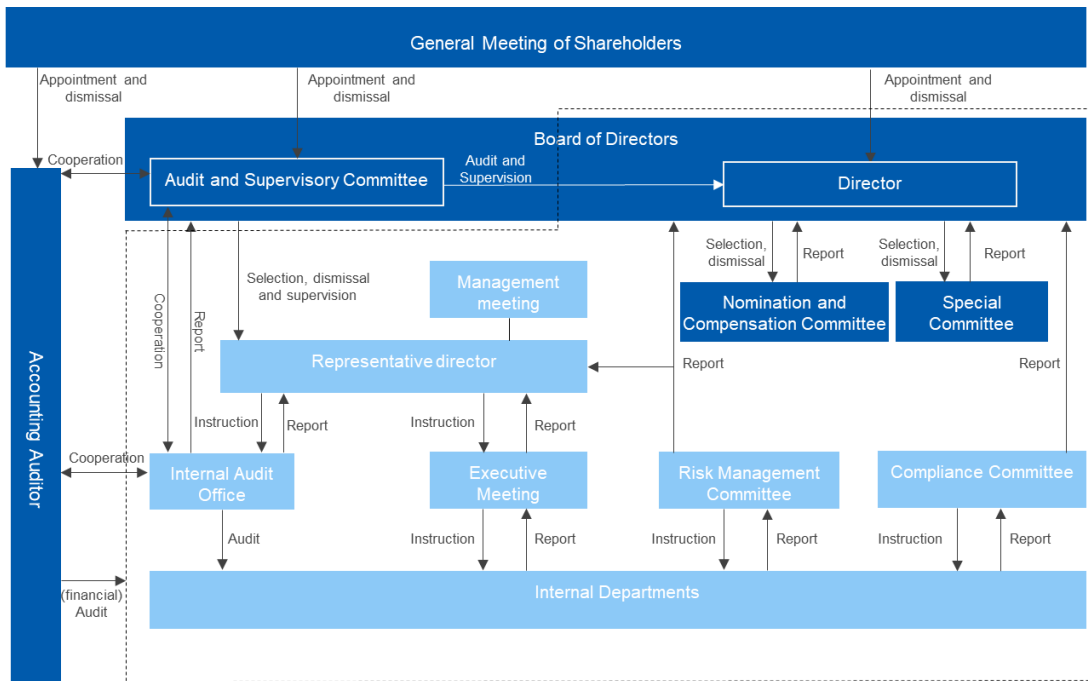 General Meeting of Shareholders
Appointment and
dismissal
Appointment and
dismissal
Appointment and
dismissal
Board of Directors
Cooperation
Audit and Supervisory Committee
Audit and
Supervision
Director
Selection, dismissal
and supervision
Selection,
dismissal
Report
Selection,
dismissal
Report
Management
meeting
Nomination and
Compensation Committee
Special
Committee
Cooperation
Report
Representative director
Report
Report
Accounting Auditor
Instruction
Report
Instruction
Report
Cooperation
Internal Audit
Office
Executive
Meeting
Risk Management
Committee
Compliance Committee
Audit
Instruction
Report
Instruction
Report
Instruction
Report
Internal Departments
(financial)
Audit